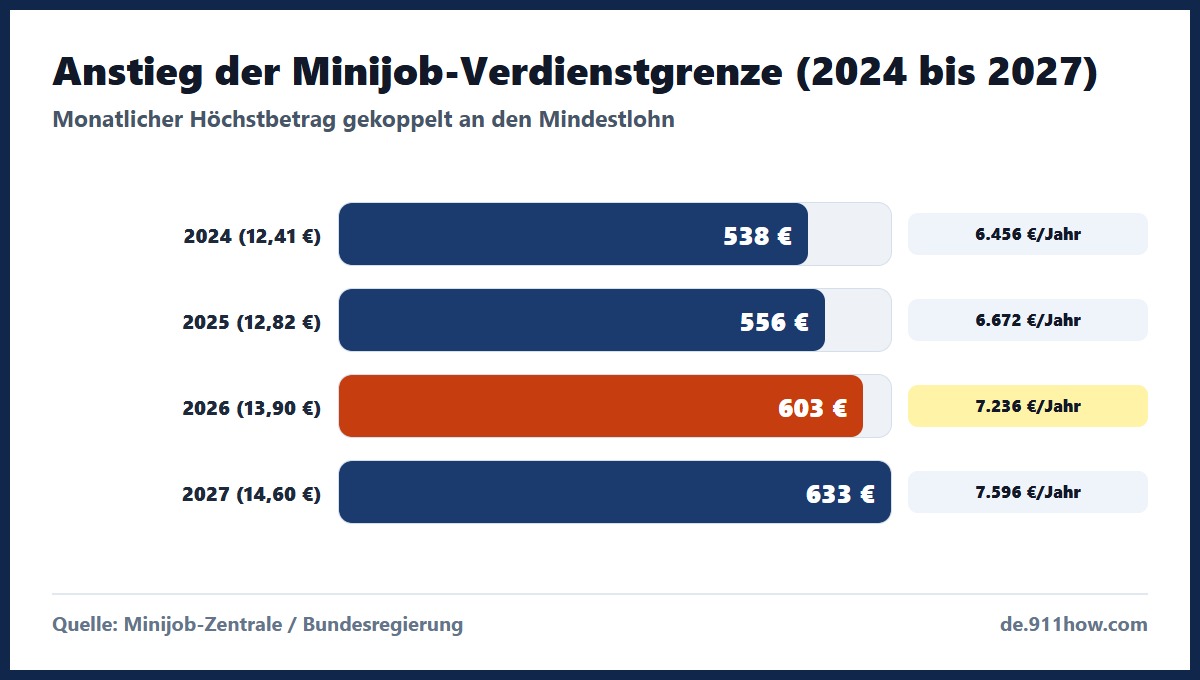 Anstieg der Minijob-Verdienstgrenze (2024 bis 2027)
Monatlicher Höchstbetrag gekoppelt an den Mindestlohn
2024 (12,41 €) 538 € 6.456 €/Jahr
2025 (12,82 €) 556 € 6.672 €/Jahr
2026 (13,90 €) 603 € 7.236 €/Jahr
2027 (14,60 €) 633 € 7.596 €/Jahr
Quelle: Minijob-Zentrale / Bundesregierung de.911how.com